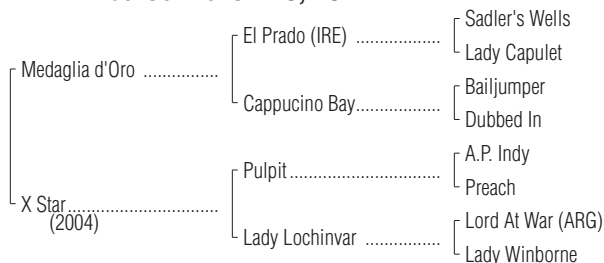 Sadler's Wells
El Prado (IRE) ..................
Lady Capulet
Medaglia d'Oro ................
Bailjumper
Cappucino Bay..................
Dubbed In
A.P. Indy
Pulpit................................
Preach
X Star................................
(2004)
Lord At War (ARG)
Lady Lochinvar ................
Lady Winborne